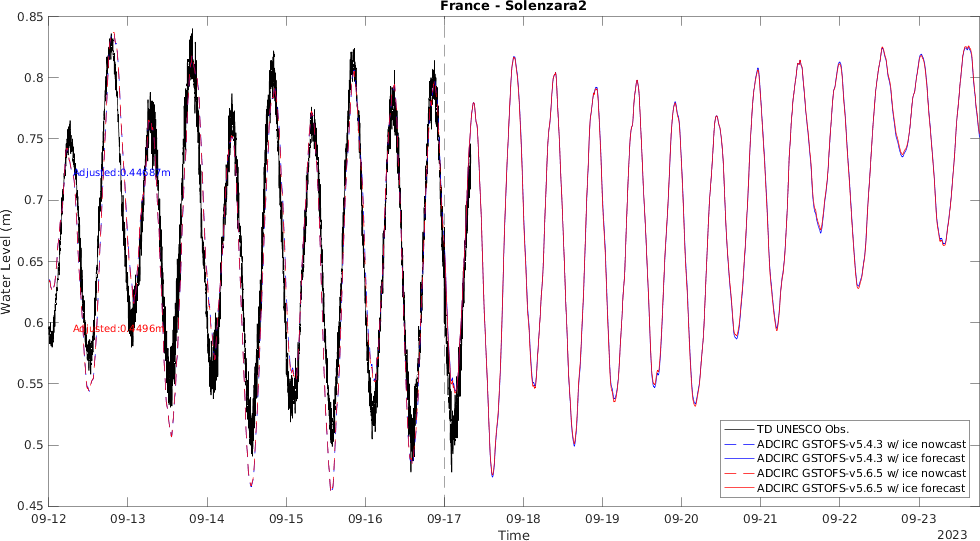 France - Solenzara2
0.85
0.8
0.75
0.7
0.65
0.6
0.55
0.5
0.45
Water Level (m)
Adjusted:0.44687m
TD UNESCO Obs.
ADCIRC GSTOFS-v5.4.3 w/ ice nowcast
ADCIRC GSTOFS-v5.4.3 w/ ice forecast
ADCIRC GSTOFS-v5.6.5 w/ ice nowcast
ADCIRC GSTOFS-v5.6.5 w/ ice forecast
09-12 09-13 09-14 09-15 09-16 09-17 09-18 09-19 09-20 09-21 09-22 09-23
Time
2023